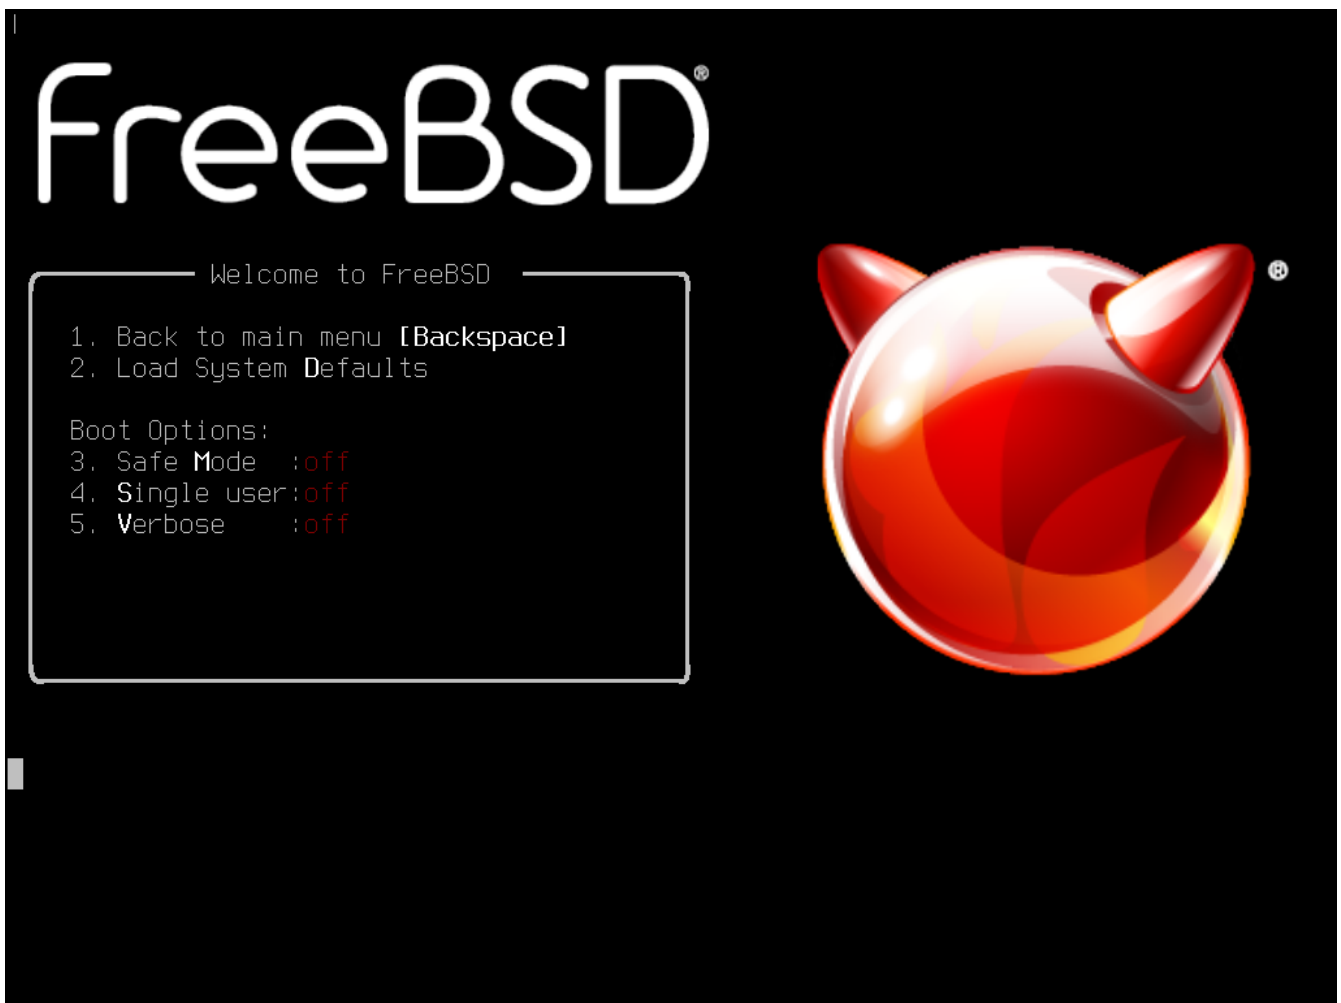 FreeBSD®
Welcome to FreeBSD
®
1. Back to main menu [Backspace]
2. Load System Defaults
Boot Options:
3. Safe Mode  :off
4. Single user:off
5. Verbose    :off